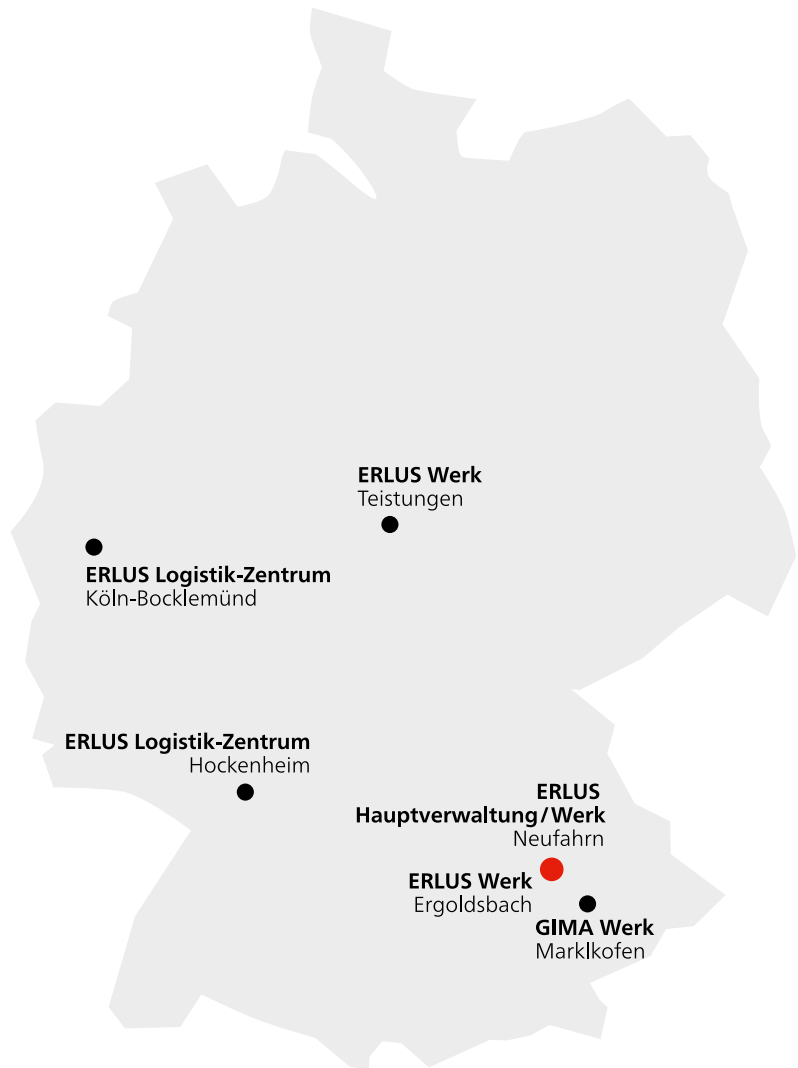 ERLUS Werk
Teistungen
ERLUS Logistik-Zentrum
Köln-Bocklemünd
ERLUS Logistik-Zentrum
Hockenheim
ERLUS
Hauptverwaltung/Werk
Neufahrn
ERLUS Werk
Ergoldsbach
GIMA Werk
Marklkofen